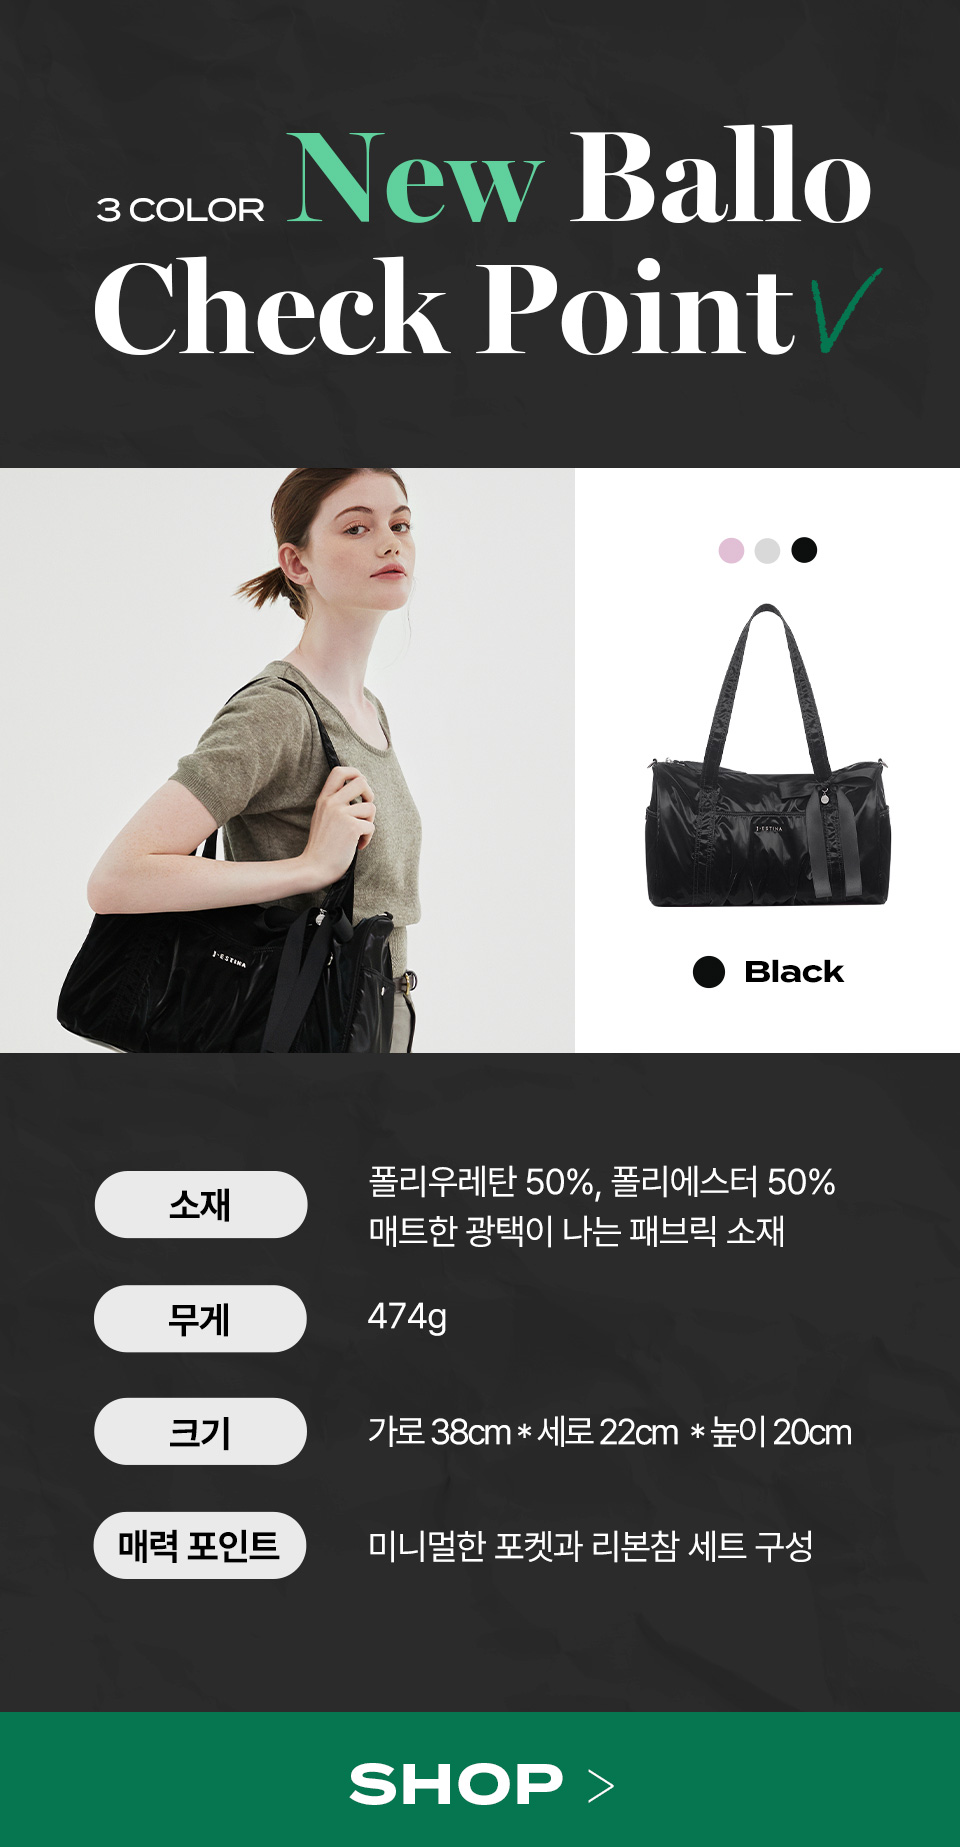 3 COLOR New Ballo
Check Point
J·ESTINA
J·ESTINA
Black
소재
폴리우레탄 50%, 폴리에스터 50%
매트한 광택이 나는 패브릭 소재
무게
474g
크기
가로 38cm * 세로 22cm * 높이 20cm
매력 포인트
미니멀한 포켓과 리본참 세트 구성
SHOP >